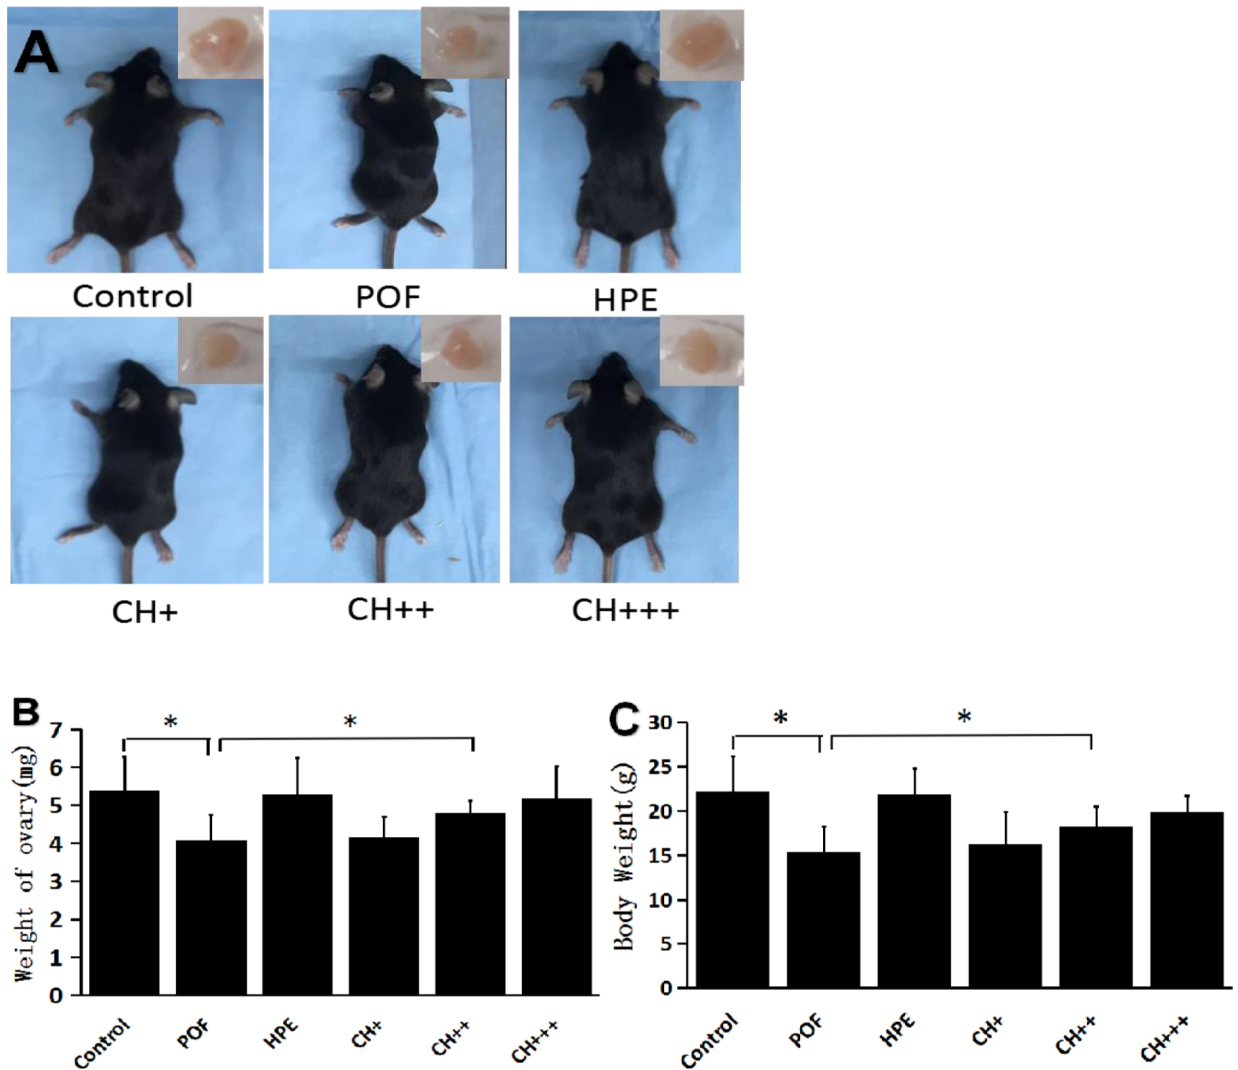 A
Control POF HPE
CH+ CH++ CH+++
B
Weight of ovary(mg)
7
6
5
4
3
2
1
0
* *
Control POF HPE CH+ CH++ CH+++
C
Body Weight(g)
30
25
20
15
10
5
0
* *
Control POF HPE CH+ CH++ CH+++